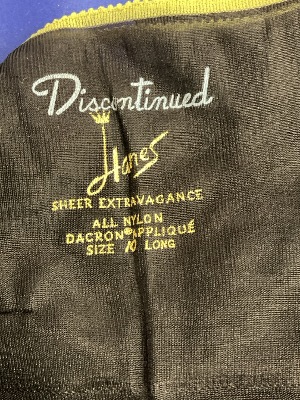 Discontinued
Hanes
SHEER EXTRAVAGANCE
ALL NYLON
DACRON® APPLIQUÉ
SIZE 10 LONG